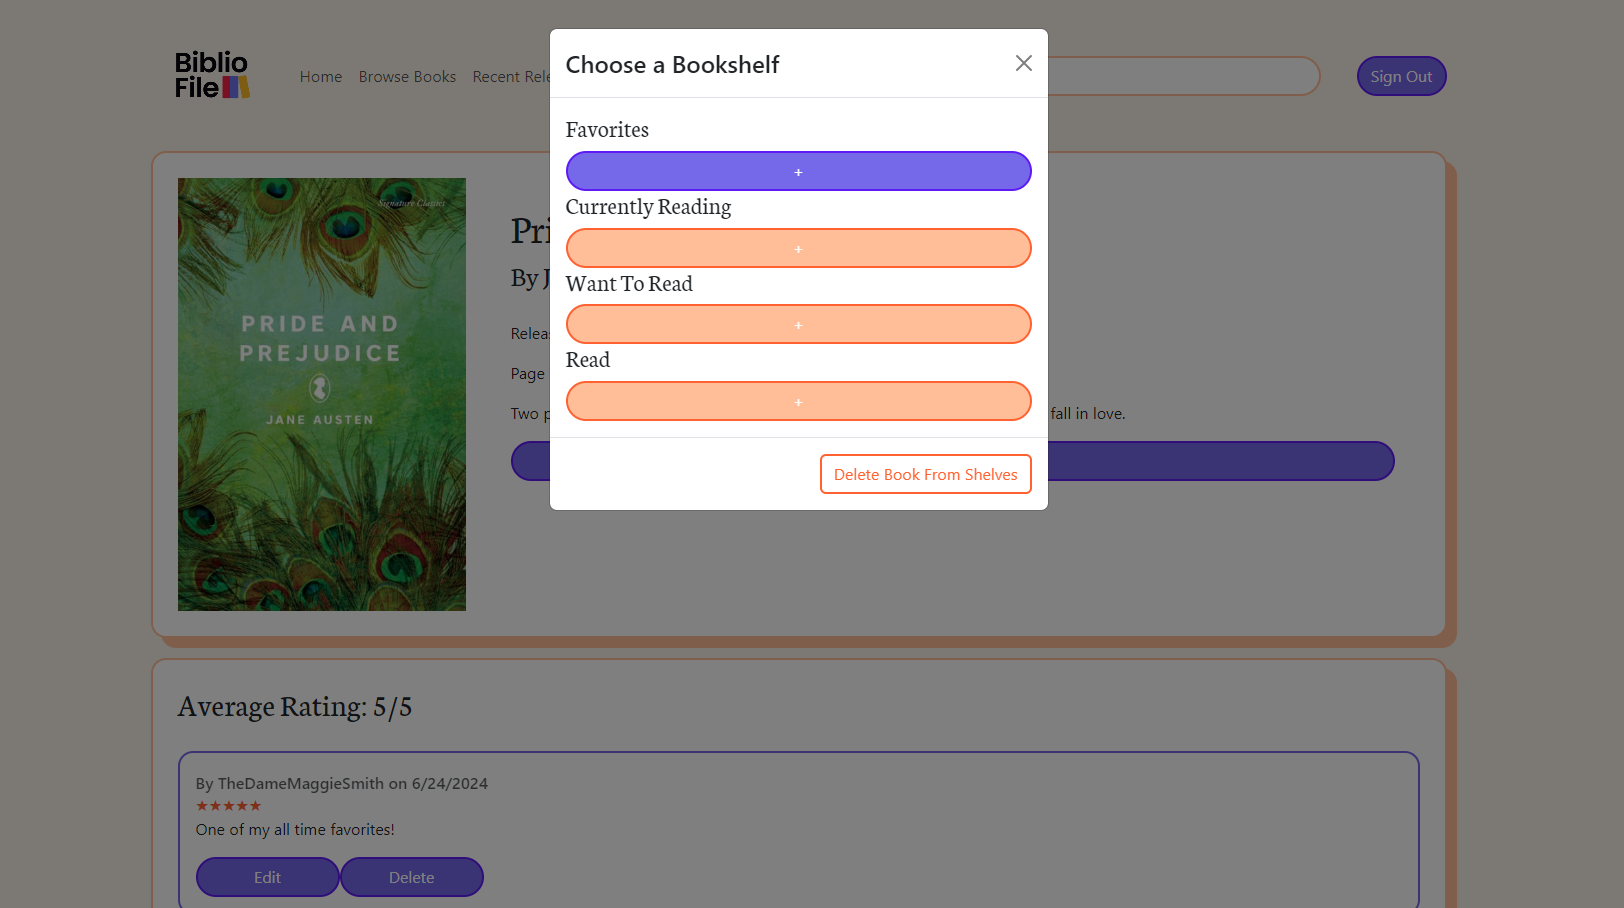 Biblio
File
Home
Browse Books
Recent Rele
Sign Out
Choose a Bookshelf
Favorites
+
Currently Reading
+
Want To Read
+
Read
+
Delete Book From Shelves
Signature Classics
PRIDE AND
PREJUDICE
JANE AUSTEN
Pri
By J
Relea
Page
Two p
fall in love.
Average Rating: 5/5
By TheDameMaggieSmith on 6/24/2024
★★★★★
One of my all time favorites!
Edit
Delete